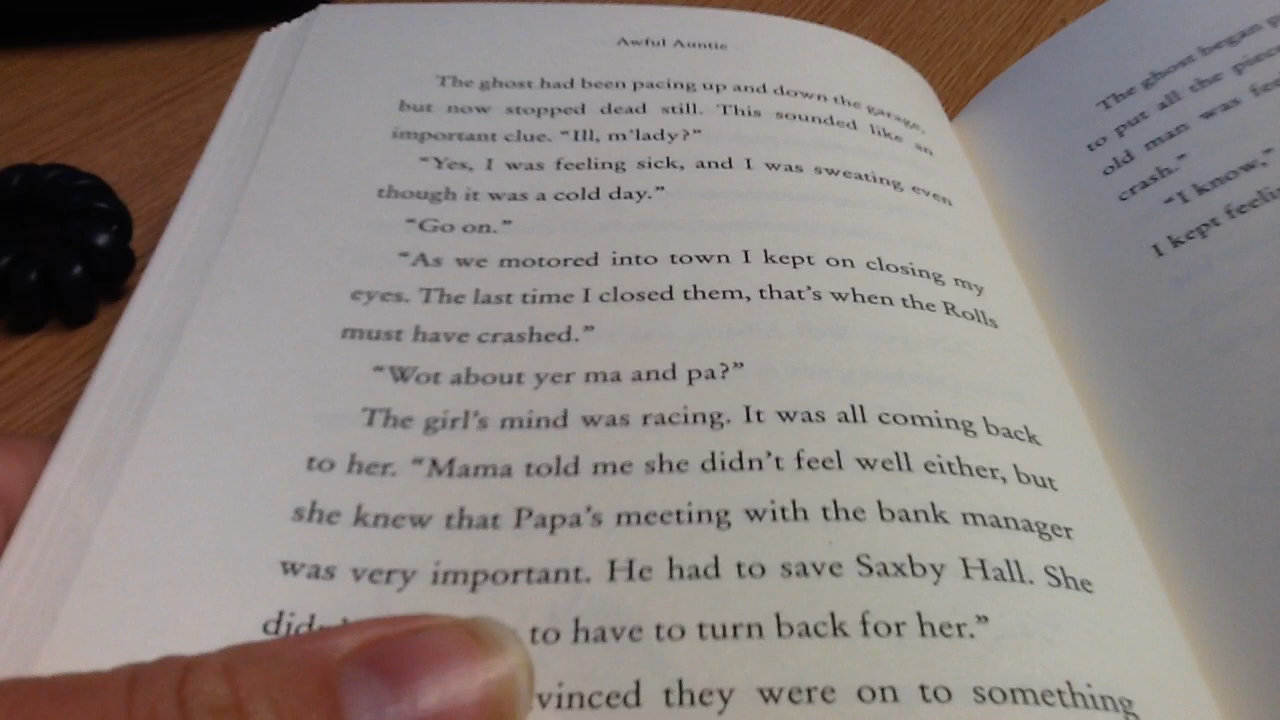 Awful Auntie
The ghost had been pacing up and down the garage,
but now stopped dead still. This sounded like an
important clue. “Ill, m’lady?”
“Yes, I was feeling sick, and I was sweating even
though it was a cold day.”
“Go on.”
“As we motored into town I kept on closing my
eyes. The last time I closed them, that’s when the Rolls
must have crashed.”
“Wot about yer ma and pa?”
The girl’s mind was racing. It was all coming back
to her. “Mama told me she didn’t feel well either, but
she knew that Papa’s meeting with the bank manager
was very important. He had to save Saxby Hall. She
to have to turn back for her.”
they were on to something
The ghost began
to put all the
old man was
crash.”
“I know,”
I kept